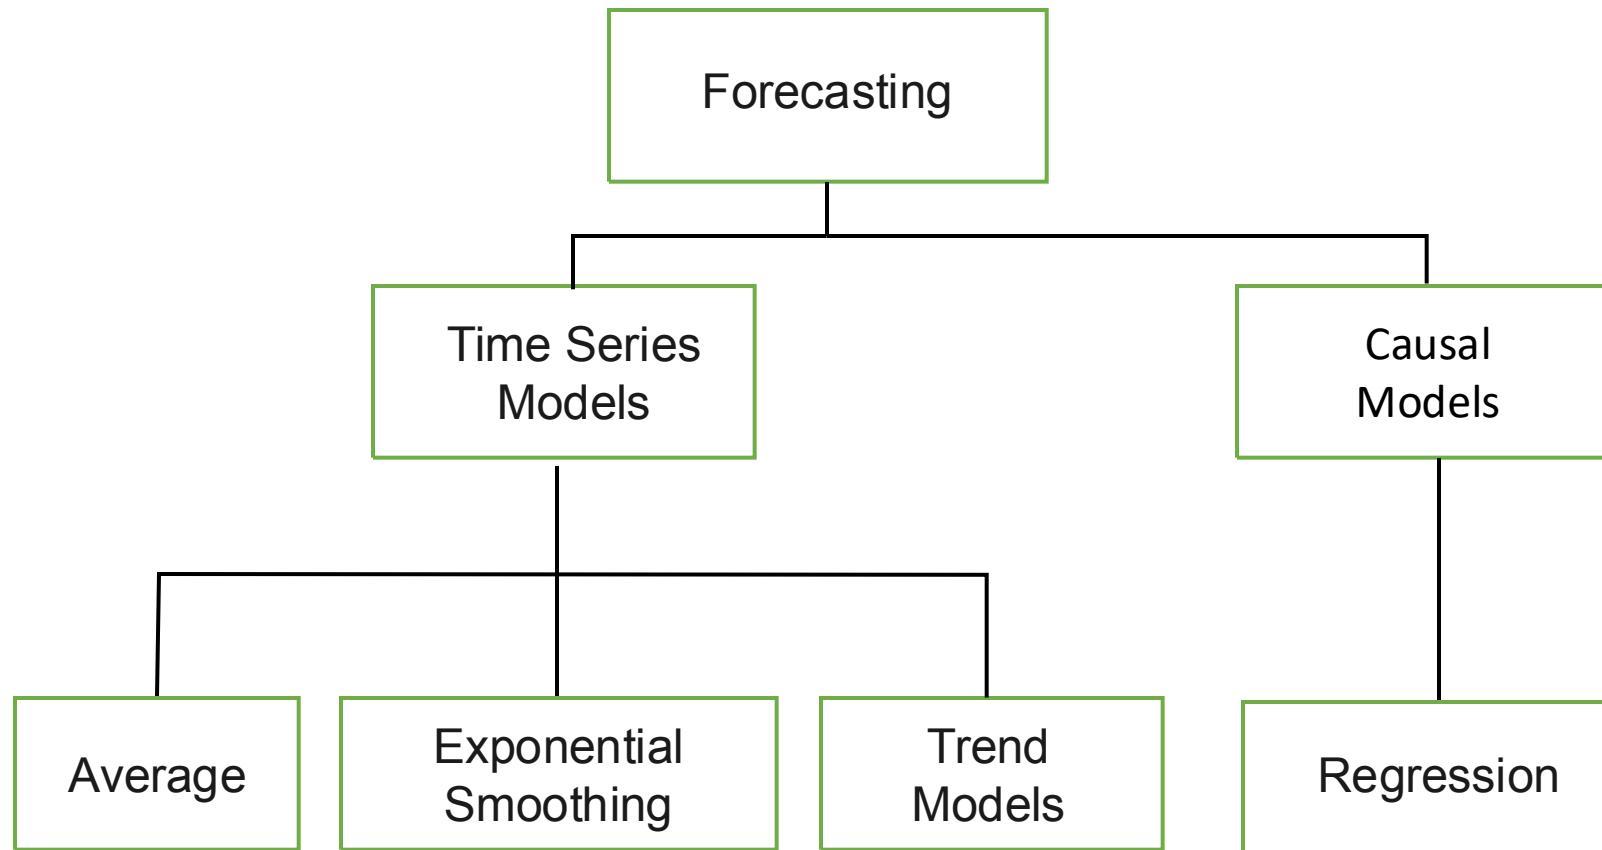 Forecasting
Time Series
Models
Causal
Models
Average
Exponential
Smoothing
Trend
Models
Regression